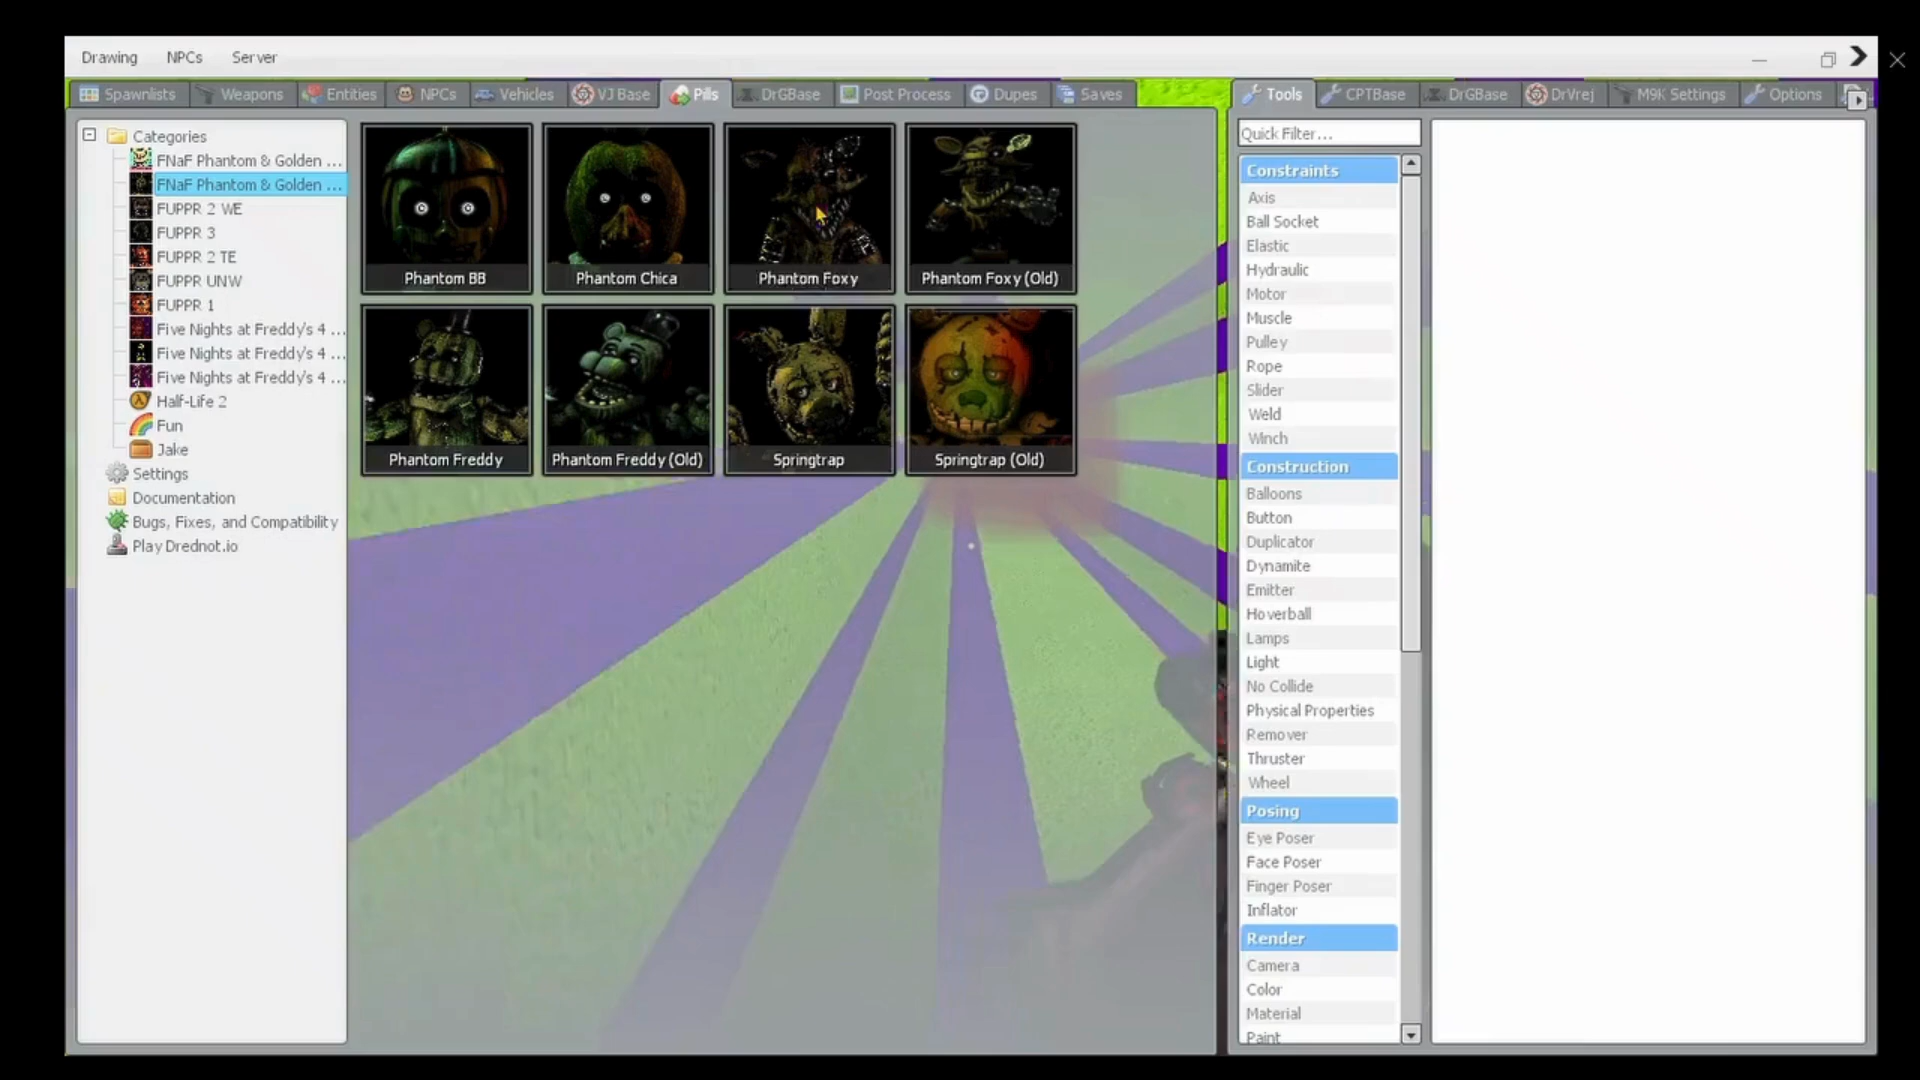 Drawing NPCs Server
Spawnlists Weapons Entities NPCs Vehicles VJ Base Pills DrGBase Post Process Dupes Saves
Categories
FNaF Phantom & Golden ...
FNaF Phantom & Golden ...
FUPPR 2 WE
FUPPR 3
FUPPR 2 TE
FUPPR UNW
FUPPR 1
Five Nights at Freddy's 4 ...
Five Nights at Freddy's 4 ...
Five Nights at Freddy's 4 ...
Half-Life 2
Fun
Jake
Settings
Documentation
Bugs, Fixes, and Compatibility
Play Drednot.io
Phantom BB Phantom Chica Phantom Foxy Phantom Foxy (Old)
Phantom Freddy Phantom Freddy (Old) Springtrap Springtrap (Old)
Tools CPTBase DrGBase DrVrej M9K Settings Options
Quick Filter...
Constraints
Axis
Ball Socket
Elastic
Hydraulic
Motor
Muscle
Pulley
Rope
Slider
Weld
Winch
Construction
Balloons
Button
Duplicator
Dynamite
Emitter
Hoverball
Lamps
Light
No Collide
Physical Properties
Remover
Thruster
Wheel
Posing
Eye Poser
Face Poser
Finger Poser
Inflator
Render
Camera
Color
Material
Paint